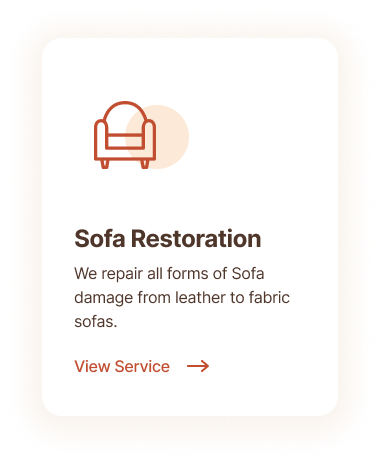 Sofa Restoration
We repair all forms of Sofa
damage from leather to fabric
sofas.
View Service